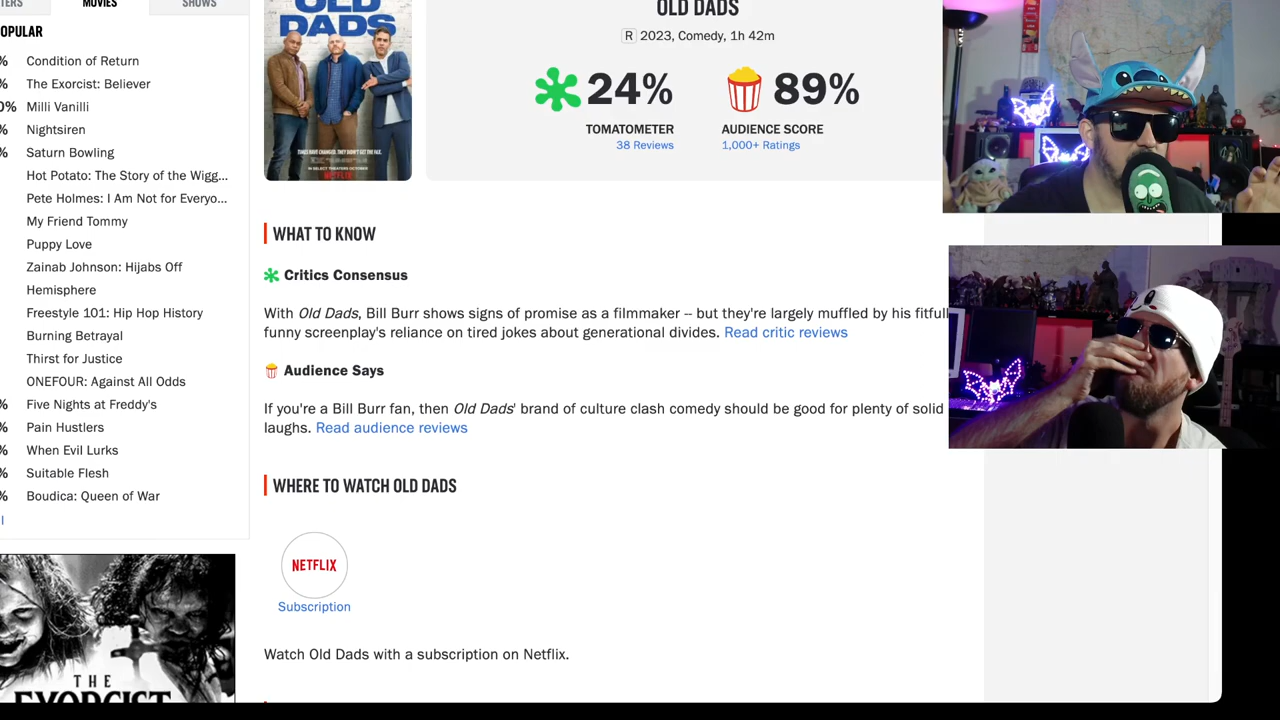 MOVIES
SHOWS
Condition of Return
The Exorcist: Believer
Milli Vanilli
Nightsiren
Saturn Bowling
Hot Potato: The Story of the Wigg...
Pete Holmes: I Am Not for Everyo...
My Friend Tommy
Puppy Love
Zainab Johnson: Hijabs Off
Hemisphere
Freestyle 101: Hip Hop History
Burning Betrayal
Thirst for Justice
ONEFOUR: Against All Odds
Five Nights at Freddy's
Pain Hustlers
When Evil Lurks
Suitable Flesh
Boudica: Queen of War
THE
EXORCIST
OLD
DADS
NETFLIX
OLD DADS
R 2023, Comedy, 1h 42m
24% 89%
TOMATOMETER AUDIENCE SCORE
38 Reviews 1,000+ Ratings
WHAT TO KNOW
Critics Consensus
With Old Dads, Bill Burr shows signs of promise as a filmmaker -- but they're largely muffled by his
funny screenplay's reliance on tired jokes about generational divides. Read critic reviews
Audience Says
If you're a Bill Burr fan, then Old Dads' brand of culture clash comedy should be good for plenty of solid
laughs. Read audience reviews
WHERE TO WATCH OLD DADS
NETFLIX
Subscription
Watch Old Dads with a subscription on Netflix.